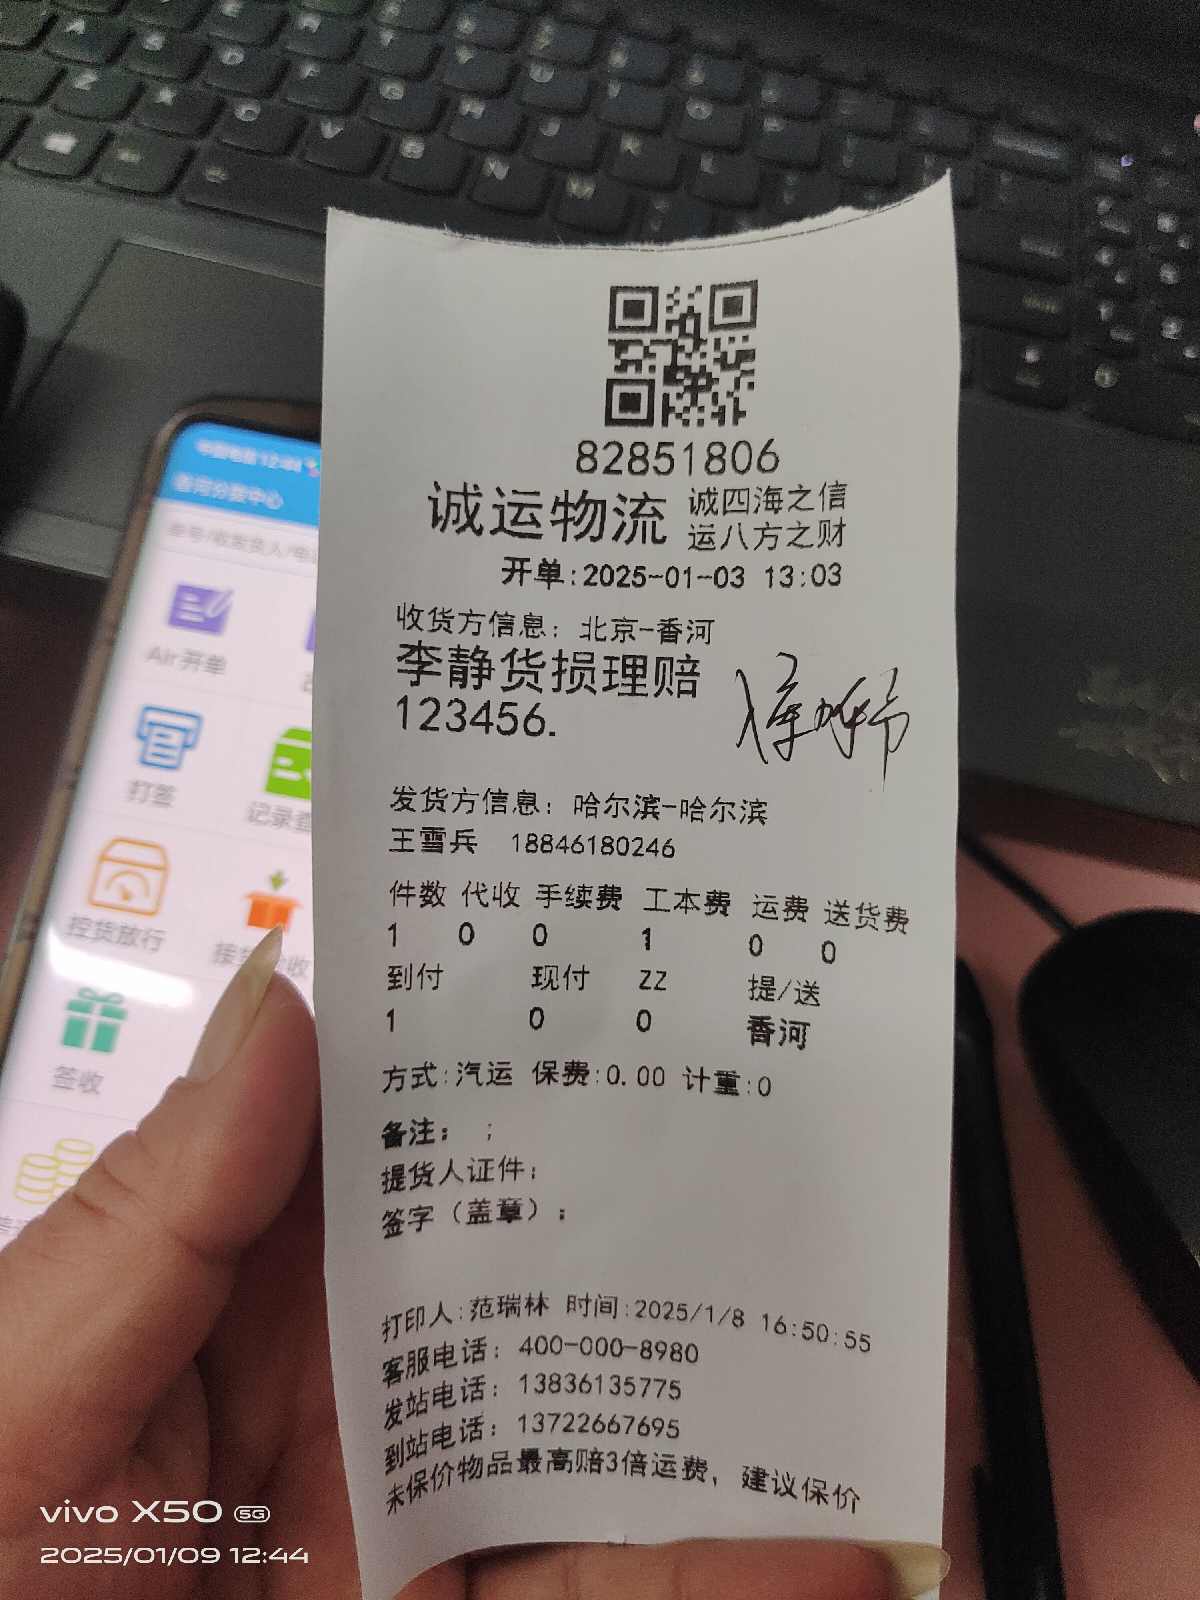 82851806
诚运物流 诚四海之信
运八方之财
开单:2025-01-03 13:03
收货方信息: 北京-香河
李静货损理赔
123456.
发货方信息: 哈尔滨-哈尔滨
王雪兵 18846180246
件数 代收 手续费 工本费 运费 送货费
1 0 0 1 0 0
到付 现付 ZZ 提/送
1 0 0 香河
方式:汽运 保费:0.00 计重:0
备注: ;
提货人证件:
签字(盖章):
打印人:范瑞林 时间:2025/1/8 16:50:55
客服电话: 400-000-8980
发站电话: 13836135775
到站电话: 13722667695
未保价物品最高赔3倍运费, 建议保价
Air开单
打签
控货放行
签收
vivo X50 5G
2025/01/09 12:44